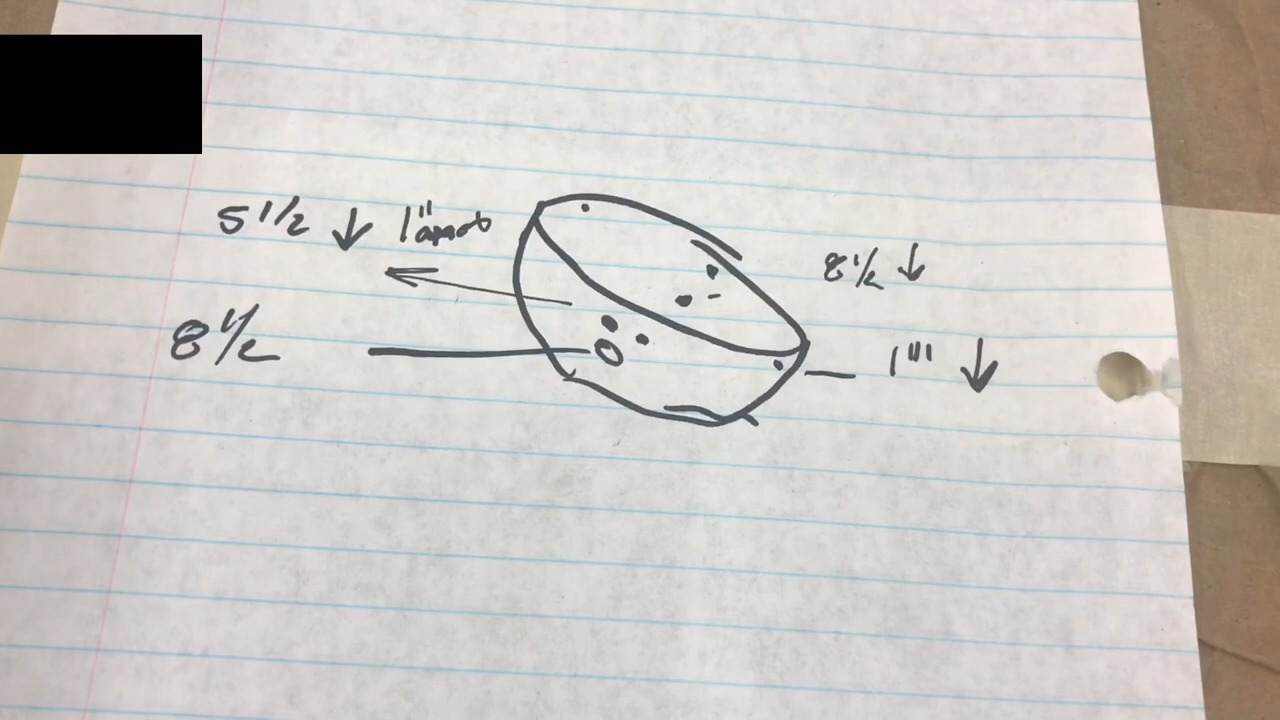 5 1/2 ↓ 1" apart
8 1/2 ↓
8 1/2
1"' ↓